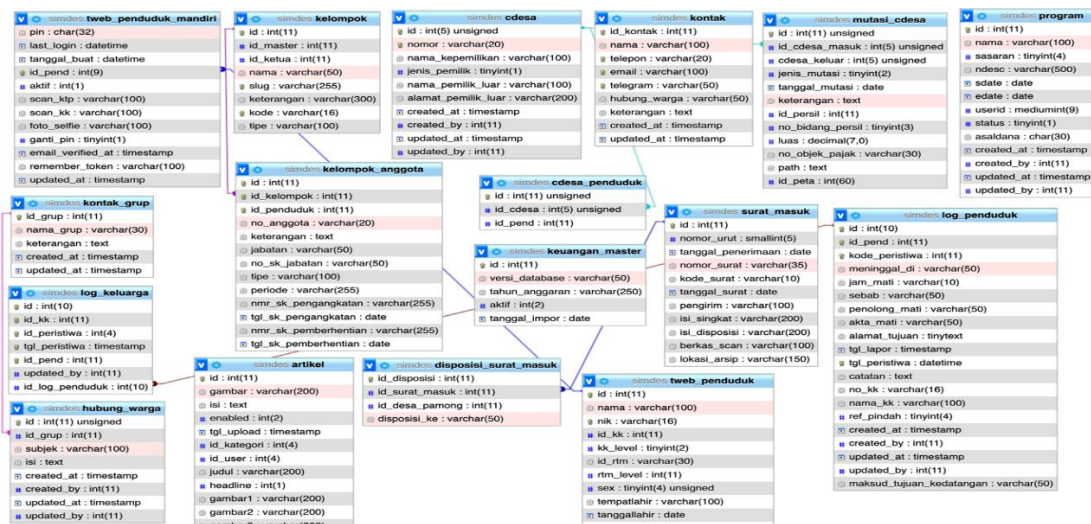 simdes tweb_penduduk_mandiri
pin : char(32)
last_login : datetime
tanggal_buat : datetime
id_pend : int(9)
aktif : int(1)
scan_ktp : varchar(100)
scan_kk : varchar(100)
foto_selfie : varchar(100)
ganti_pin : tinyint(1)
email_verified_at : timestamp
remember_token : varchar(100)
updated_at : timestamp
simdes kelompok
id : int(11)
id_master : int(11)
id_ketua : int(11)
nama : varchar(50)
slug : varchar(255)
keterangan : varchar(300)
kode : varchar(16)
tipe : varchar(100)
simdes cdesa
id : int(5) unsigned
nomor : varchar(20)
nama_kepemilikan : varchar(100)
jenis_pemilik : tinyint(1)
nama_pemilik_luar : varchar(100)
alamat_pemilik_luar : varchar(200)
created_at : timestamp
created_by : int(11)
updated_at : timestamp
updated_by : int(11)
simdes kontak
id_kontak : int(11)
nama : varchar(100)
telepon : varchar(20)
email : varchar(100)
telegram : varchar(50)
hubung_warga : varchar(50)
keterangan : text
created_at : timestamp
updated_at : timestamp
simdes mutasi_cdesa
id : int(11) unsigned
id_cdesa_masuk : int(5) unsigned
cdesa_keluar : int(5) unsigned
jenis_mutasi : tinyint(2)
tanggal_mutasi : date
keterangan : text
id_persil : int(11)
no_bidang_persil : tinyint(3)
luas : decimal(7,0)
no_objek_pajak : varchar(30)
path : text
id_peta : int(60)
simdes program
id : int(11)
nama : varchar(100)
sasaran : tinyint(4)
ndesc : varchar(500)
sdate : date
edate : date
userid : mediumint(9)
status : tinyint(1)
asaldana : char(30)
created_at : timestamp
created_by : int(11)
updated_at : timestamp
updated_by : int(11)
simdes kontak_grup
id_grup : int(11)
nama_grup : varchar(30)
keterangan : text
created_at : timestamp
updated_at : timestamp
simdes kelompok_anggota
id : int(11)
id_kelompok : int(11)
id_penduduk : int(11)
no_anggota : varchar(20)
keterangan : text
jabatan : varchar(50)
no_sk_jabatan : varchar(50)
tipe : varchar(100)
periode : varchar(255)
nmr_sk_pengangkatan : varchar(255)
tgl_sk_pengangkatan : date
nmr_sk_pemberhentian : varchar(255)
tgl_sk_pemberhentian : date
simdes cdesa_penduduk
id : int(11) unsigned
id_cdesa : int(5) unsigned
id_pend : int(11)
simdes keuangan_master
id : int(11)
versi_database : varchar(50)
tahun_anggaran : varchar(250)
aktif : int(2)
tanggal_impor : date
simdes surat_masuk
id : int(11)
nomor_urut : smallint(5)
tanggal_penerimaan : date
nomor_surat : varchar(35)
kode_surat : varchar(10)
tanggal_surat : date
pengirim : varchar(100)
isi_singkat : varchar(200)
isi_disposisi : varchar(200)
berkas_scan : varchar(100)
lokasi_arsip : varchar(150)
simdes log_penduduk
id : int(10)
id_pend : int(11)
kode_peristiwa : int(11)
meninggal_di : varchar(50)
jam_mati : varchar(10)
sebab : varchar(50)
penolong_mati : varchar(50)
akta_mati : varchar(50)
alamat_tujuan : tinytext
tgl_lapor : timestamp
tgl_peristiwa : datetime
catatan : text
no_kk : varchar(16)
nama_kk : varchar(100)
ref_pindah : tinyint(4)
created_at : timestamp
created_by : int(11)
updated_at : timestamp
updated_by : int(11)
maksud_tujuan_kedatangan : varchar(50)
simdes log_keluarga
id : int(10)
id_kk : int(11)
id_peristiwa : int(4)
tgl_peristiwa : timestamp
id_pend : int(11)
updated_by : int(11)
id_log_penduduk : int(10)
simdes hubung_warga
id : int(11) unsigned
id_grup : int(11)
subjek : varchar(100)
isi : text
created_at : timestamp
created_by : int(11)
updated_at : timestamp
updated_by : int(11)
simdes artikel
id : int(11)
gambar : varchar(200)
isi : text
enabled : int(2)
tgl_upload : timestamp
id_kategori : int(4)
id_user : int(4)
judul : varchar(200)
headline : int(1)
gambar1 : varchar(200)
gambar2 : varchar(200)
simdes disposisi_surat_masuk
id_disposisi : int(11)
id_surat_masuk : int(11)
id_desa_pamong : int(11)
disposisi_ke : varchar(50)
simdes tweb_penduduk
id : int(11)
nama : varchar(100)
nik : varchar(16)
id_kk : int(11)
kk_level : tinyint(2)
id_rtm : varchar(30)
rtm_level : int(11)
sex : tinyint(4) unsigned
tempatlahir : varchar(100)
tanggallahir : date